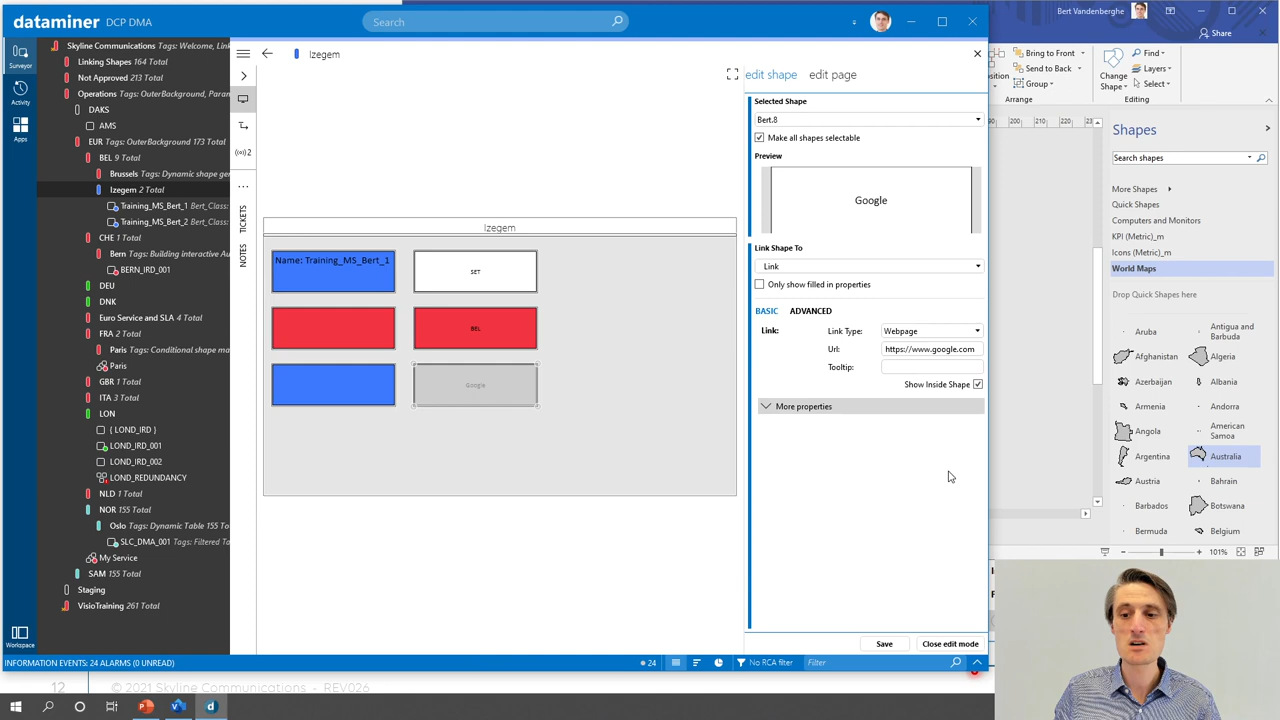 dataminer DCP DMA
Search
Bert Vandenberghe
Share
Surveyor
Activity
Apps
Workspace
Skyline Communications Tags: Welcome, Lin
Linking Shapes 164 Total
Not Approved 213 Total
Operations Tags: OuterBackground, Param
DAKS
AMS
EUR Tags: OuterBackground 173 Total
BEL 9 Total
Brussels Tags: Dynamic shape ge
Izegem 2 Total
Training_MS_Bert_1 Bert_Class:
Training_MS_Bert_2 Bert_Class:
CHE 1 Total
Bern Tags: Building interactive Au
BERN_IRD_001
DEU
DNK
Euro Service and SLA 4 Total
FRA 2 Total
Paris Tags: Conditional shape ma
Paris
GBR 1 Total
ITA 3 Total
LON
{ LOND_IRD }
LOND_IRD_001
LOND_IRD_002
LOND_REDUNDANCY
NLD 1 Total
NOR 155 Total
Oslo Tags: Dynamic Table 155 To
SLC_DMA_001 Tags: Filtered Ta
My Service
SAM 155 Total
Staging
VisioTraining 261 Total
2
TICKETS
NOTES
Izegem
Izegem
Name: Training_MS_Bert_1
SET
BEL
Google
edit shape
edit page
Selected Shape
Bert.8
Make all shapes selectable
Preview
Google
Link Shape To
Link
Only show filled in properties
BASIC
ADVANCED
Link:
Link Type:
Webpage
Url:
https://www.google.com
Tooltip:
Show Inside Shape
More properties
Save
Close edit mode
INFORMATION EVENTS: 24 ALARMS (0 UNREAD)
24
No RCA filter
Filter
osition
Bring to Front
Send to Back
Group
Arrange
Change Shape
Find
Layers
Select
Editing
Shapes
Search shapes
More Shapes
Quick Shapes
Computers and Monitors
KPI (Metric)_m
Icons (Metric)_m
World Maps
Drop Quick Shapes here
Aruba
Antigua and Barbuda
Afghanistan
Algeria
Azerbaijan
Albania
Armenia
Andorra
Angola
American Samoa
Argentina
Australia
Austria
Bahrain
Barbados
Botswana
Bermuda
Belgium
101%
12
© 2021 Skyline Communications - REV026